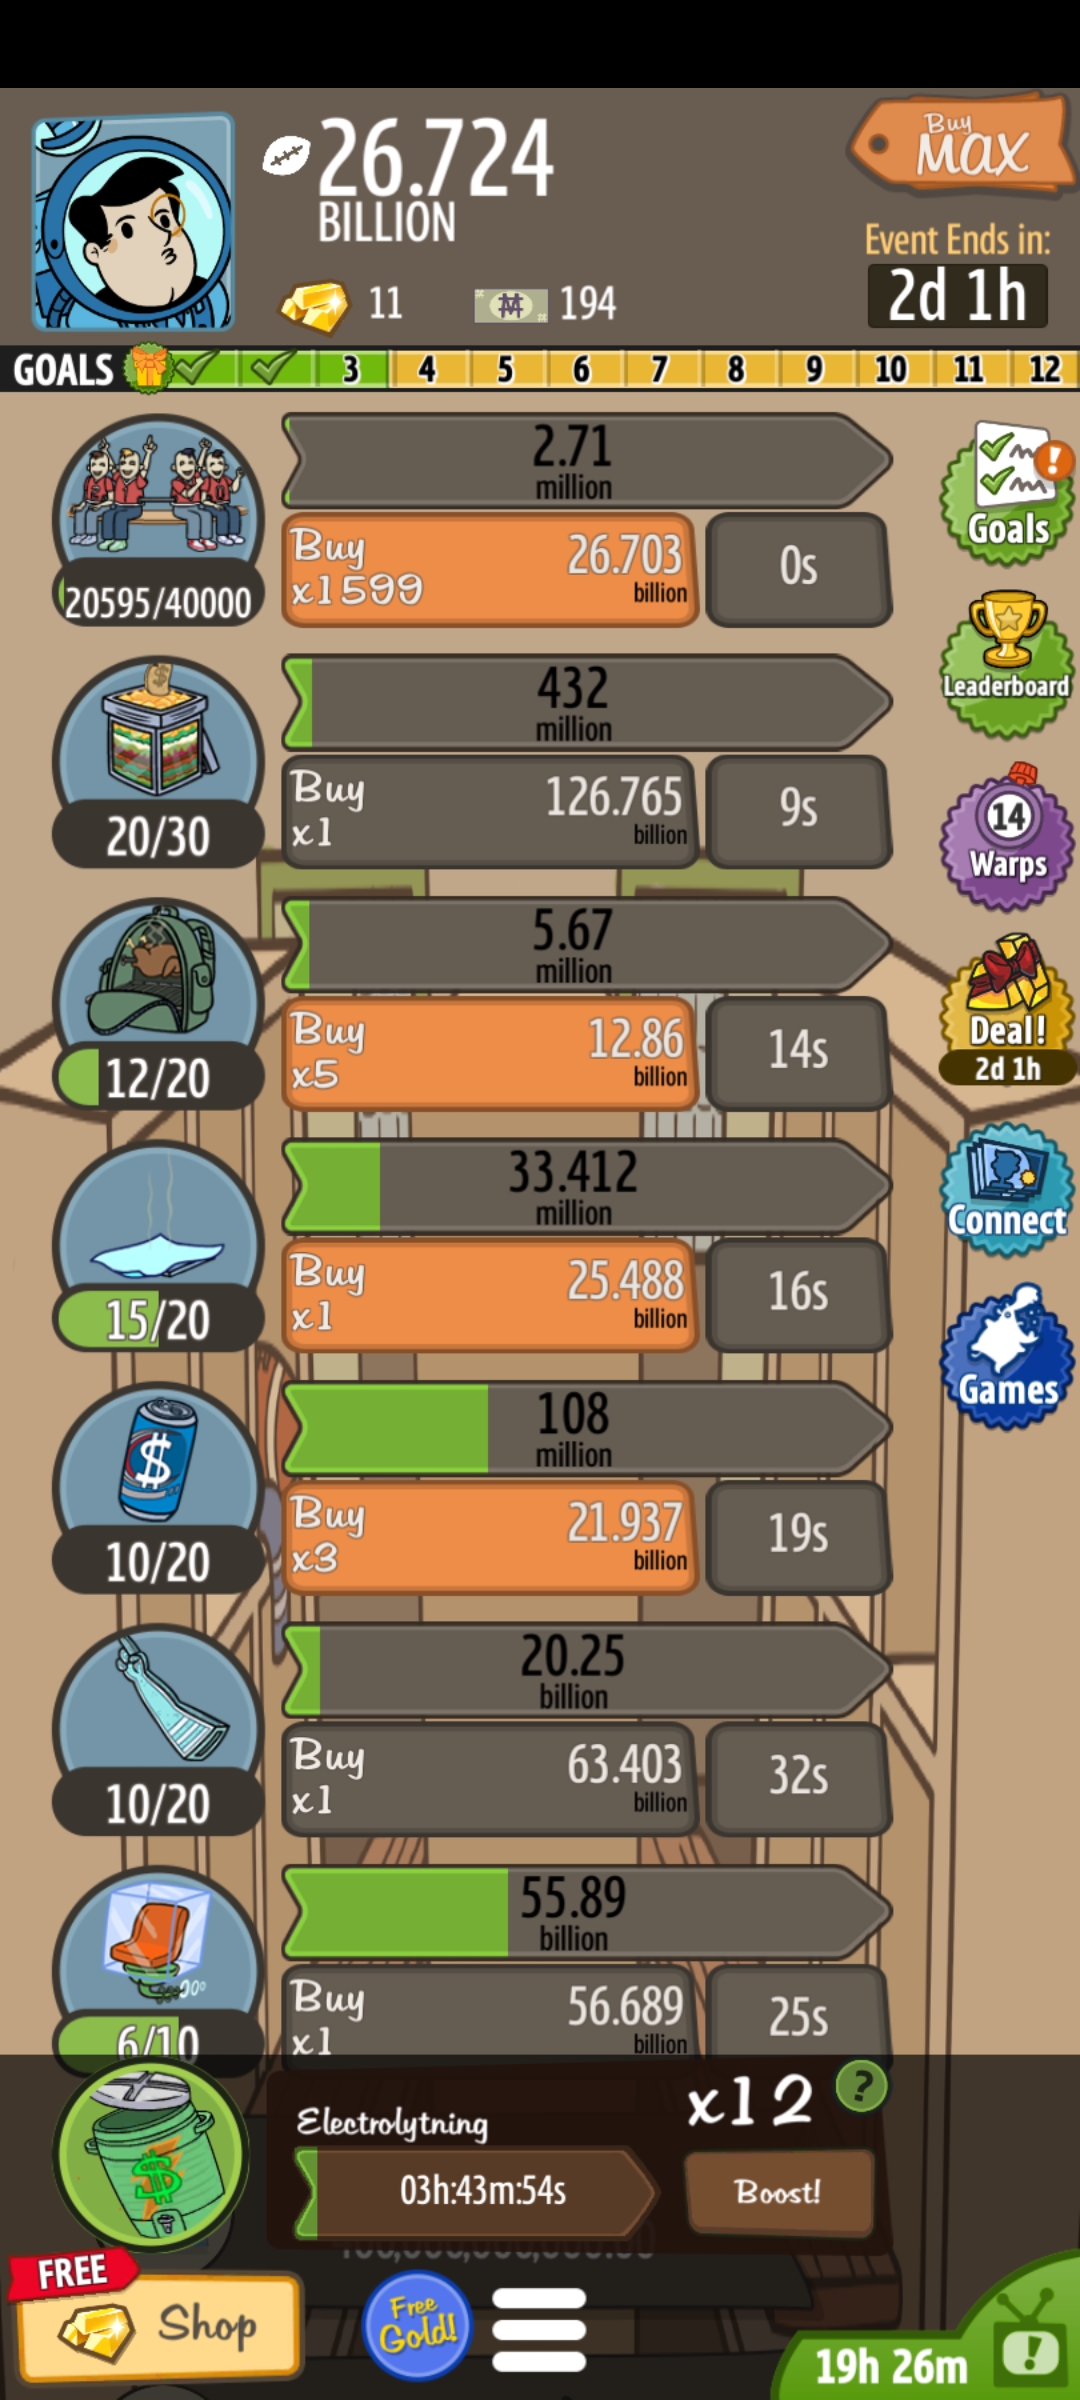 26.724
BILLION
11
194
Buy
MAX
Event Ends in:
2d 1h
GOALS 3 4 5 6 7 8 9 10 11 12
2.71
million
20595/40000
Buy
x1599
26.703
billion
0s
Goals
Leaderboard
432
million
20/30
Buy
x1
126.765
billion
9s
14
Warps
5.67
million
12/20
Buy
x5
12.86
billion
14s
Deal!
2d 1h
33.412
million
15/20
Buy
x1
25.488
billion
16s
Connect
Games
108
million
10/20
Buy
x3
21.937
billion
19s
20.25
billion
10/20
Buy
x1
63.403
billion
32s
55.89
billion
6/10
Buy
x1
56.689
billion
25s
Electrolytning
x12
?
03h:43m:54s
Boost!
FREE
Shop
Free
Gold!
19h 26m